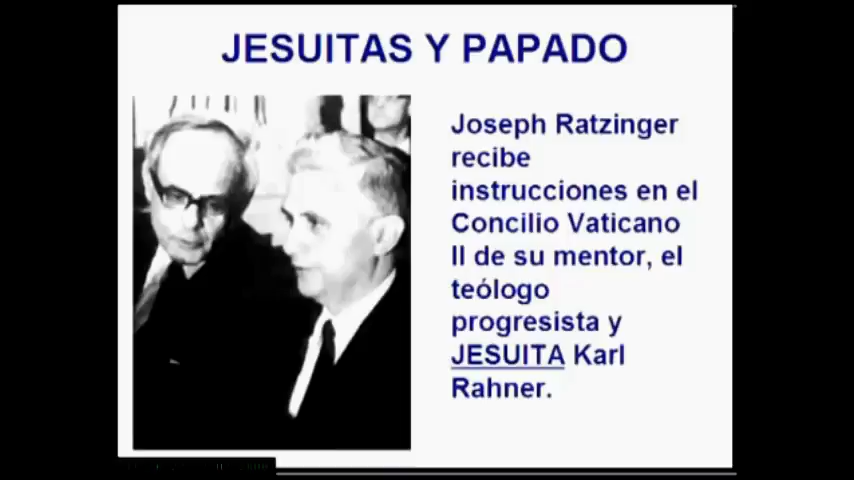 JESUITAS Y PAPADO
Joseph Ratzinger
recibe
instrucciones en el
Concilio Vaticano
II de su mentor, el
teólogo
progresista y
JESUITA Karl
Rahner.